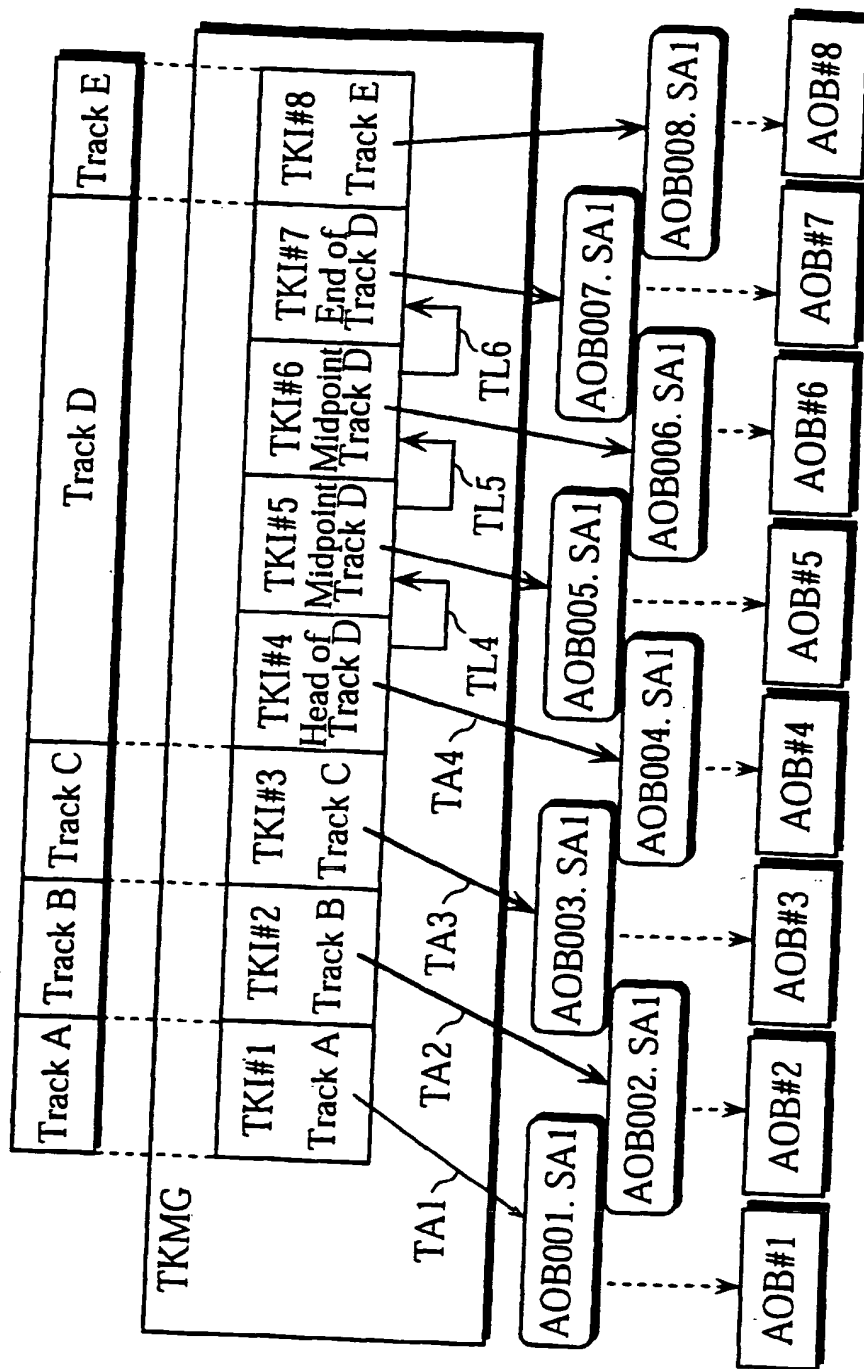 Track A
Track B
Track C
Track D
Track E
TKMG
TKI#1
Track A
TKI#2
Track B
TKI#3
Track C
TKI#4
Head of
Track D
TKI#5
Midpoint
Track D
TKI#6
Midpoint
Track D
TKI#7
End of
Track D
TKI#8
Track E
TA1
TA2
TA3
TA4
TL4
TL5
TL6
AOB001. SA1
AOB002. SA1
AOB003. SA1
AOB004. SA1
AOB005. SA1
AOB006. SA1
AOB007. SA1
AOB008. SA1
AOB#1
AOB#2
AOB#3
AOB#4
AOB#5
AOB#6
AOB#7
AOB#8